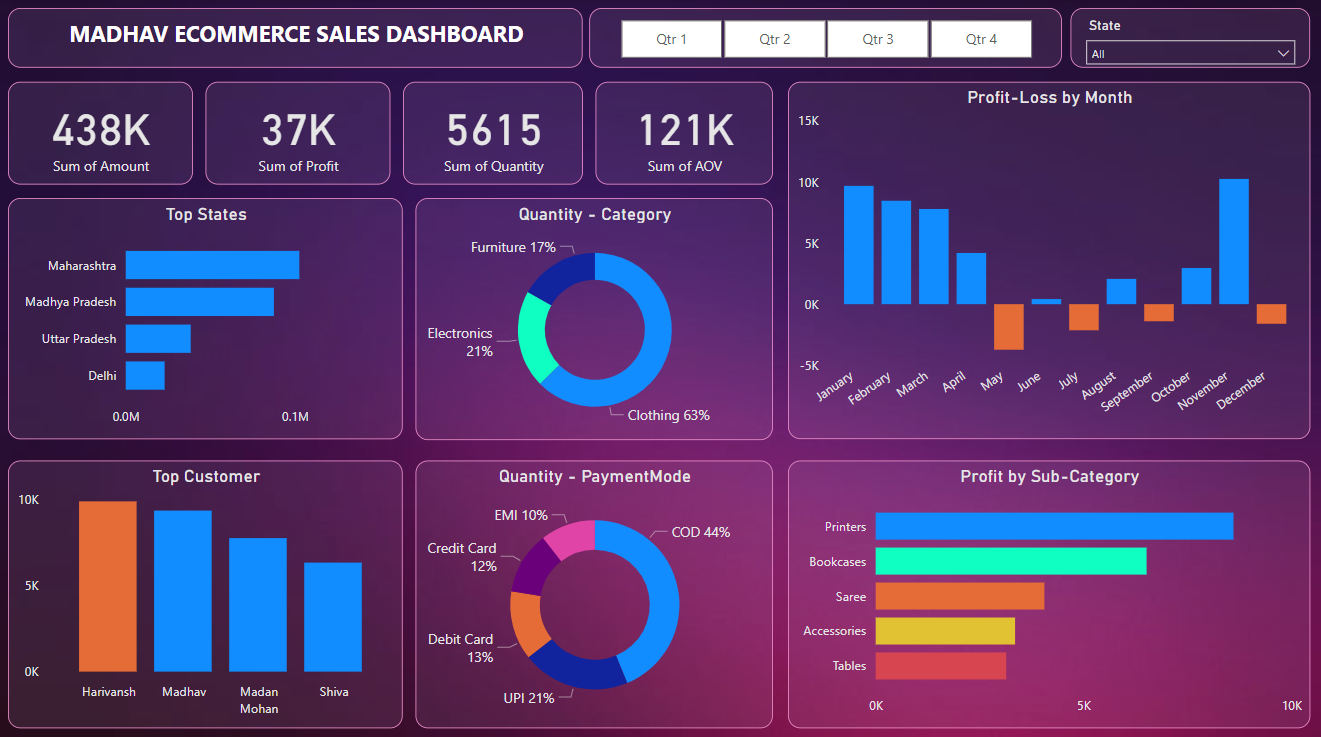 MADHAV ECOMMERCE SALES DASHBOARD
Qtr 1
Qtr 2
Qtr 3
Qtr 4
State
All
438K
Sum of Amount
37K
Sum of Profit
5615
Sum of Quantity
121K
Sum of AOV
Profit-Loss by Month
15K
10K
5K
0K
-5K
January
February
March
April
May
June
July
August
September
October
November
December
Top States
Maharashtra
Madhya Pradesh
Uttar Pradesh
Delhi
0.0M
0.1M
Quantity - Category
Furniture 17%
Electronics
21%
Clothing 63%
Top Customer
10K
5K
0K
Harivansh
Madhav
Madan
Mohan
Shiva
Quantity - PaymentMode
EMI 10%
COD 44%
Credit Card
12%
Debit Card
13%
UPI 21%
Profit by Sub-Category
Printers
Bookcases
Saree
Accessories
Tables
0K
5K
10K